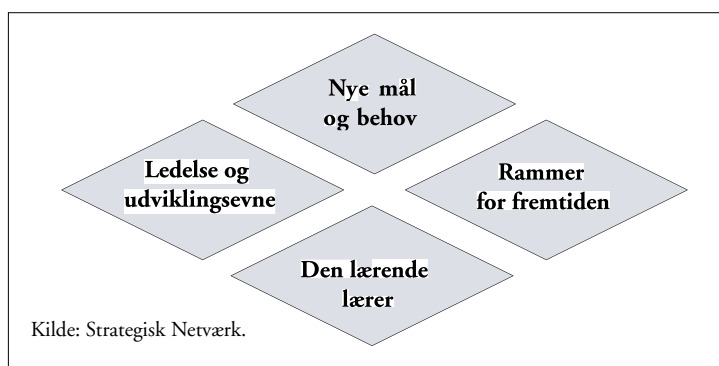 Nye mål
og behov
Ledelse og
udviklingsevne
Rammer
for fremtiden
Den lærende
lærer
Kilde: Strategisk Netværk.